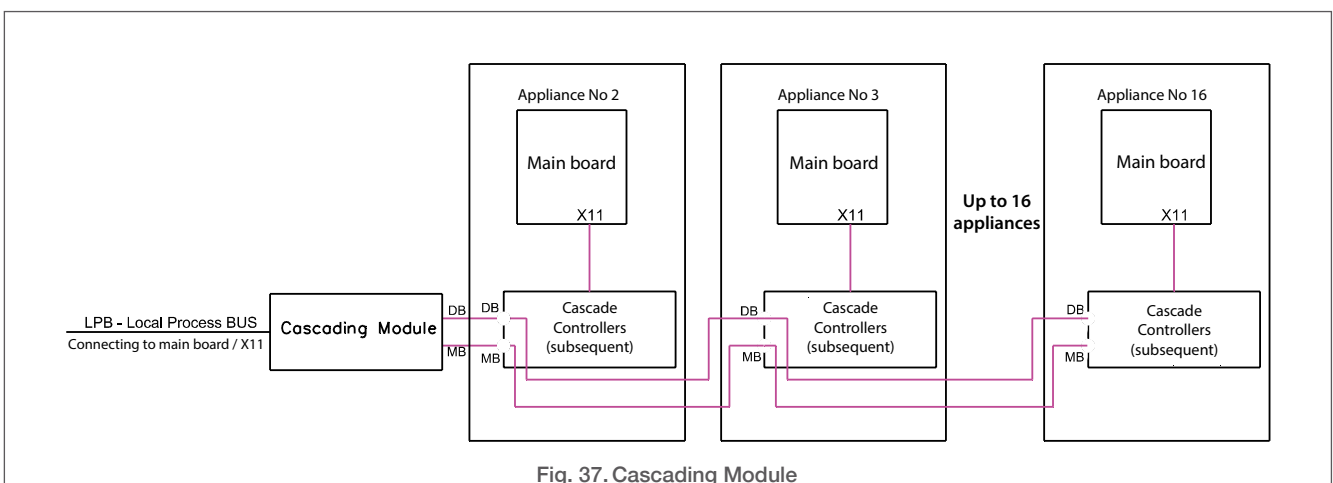 Appliance No 2
Main board
X11
Appliance No 3
Main board
X11
Up to 16
appliances
Appliance No 16
Main board
X11
LPB - Local Process BUS
Connecting to main board / X11
Cascading Module
DB
MB
DB
MB
Cascade
Controllers
(subsequent)
DB
MB
Cascade
Controllers
(subsequent)
DB
MB
Cascade
Controllers
(subsequent)
Fig. 37. Cascading Module